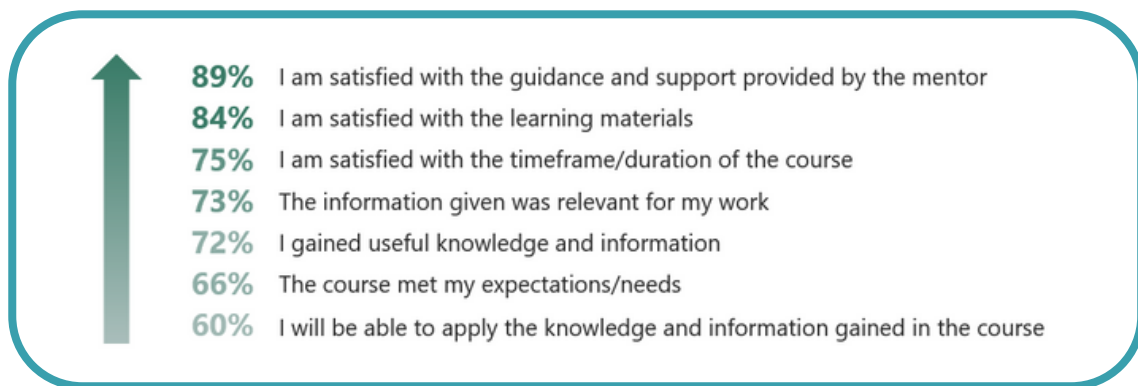 89% I am satisfied with the guidance and support provided by the mentor
84% I am satisfied with the learning materials
75% I am satisfied with the timeframe/duration of the course
73% The information given was relevant for my work
72% I gained useful knowledge and information
66% The course met my expectations/needs
60% I will be able to apply the knowledge and information gained in the course